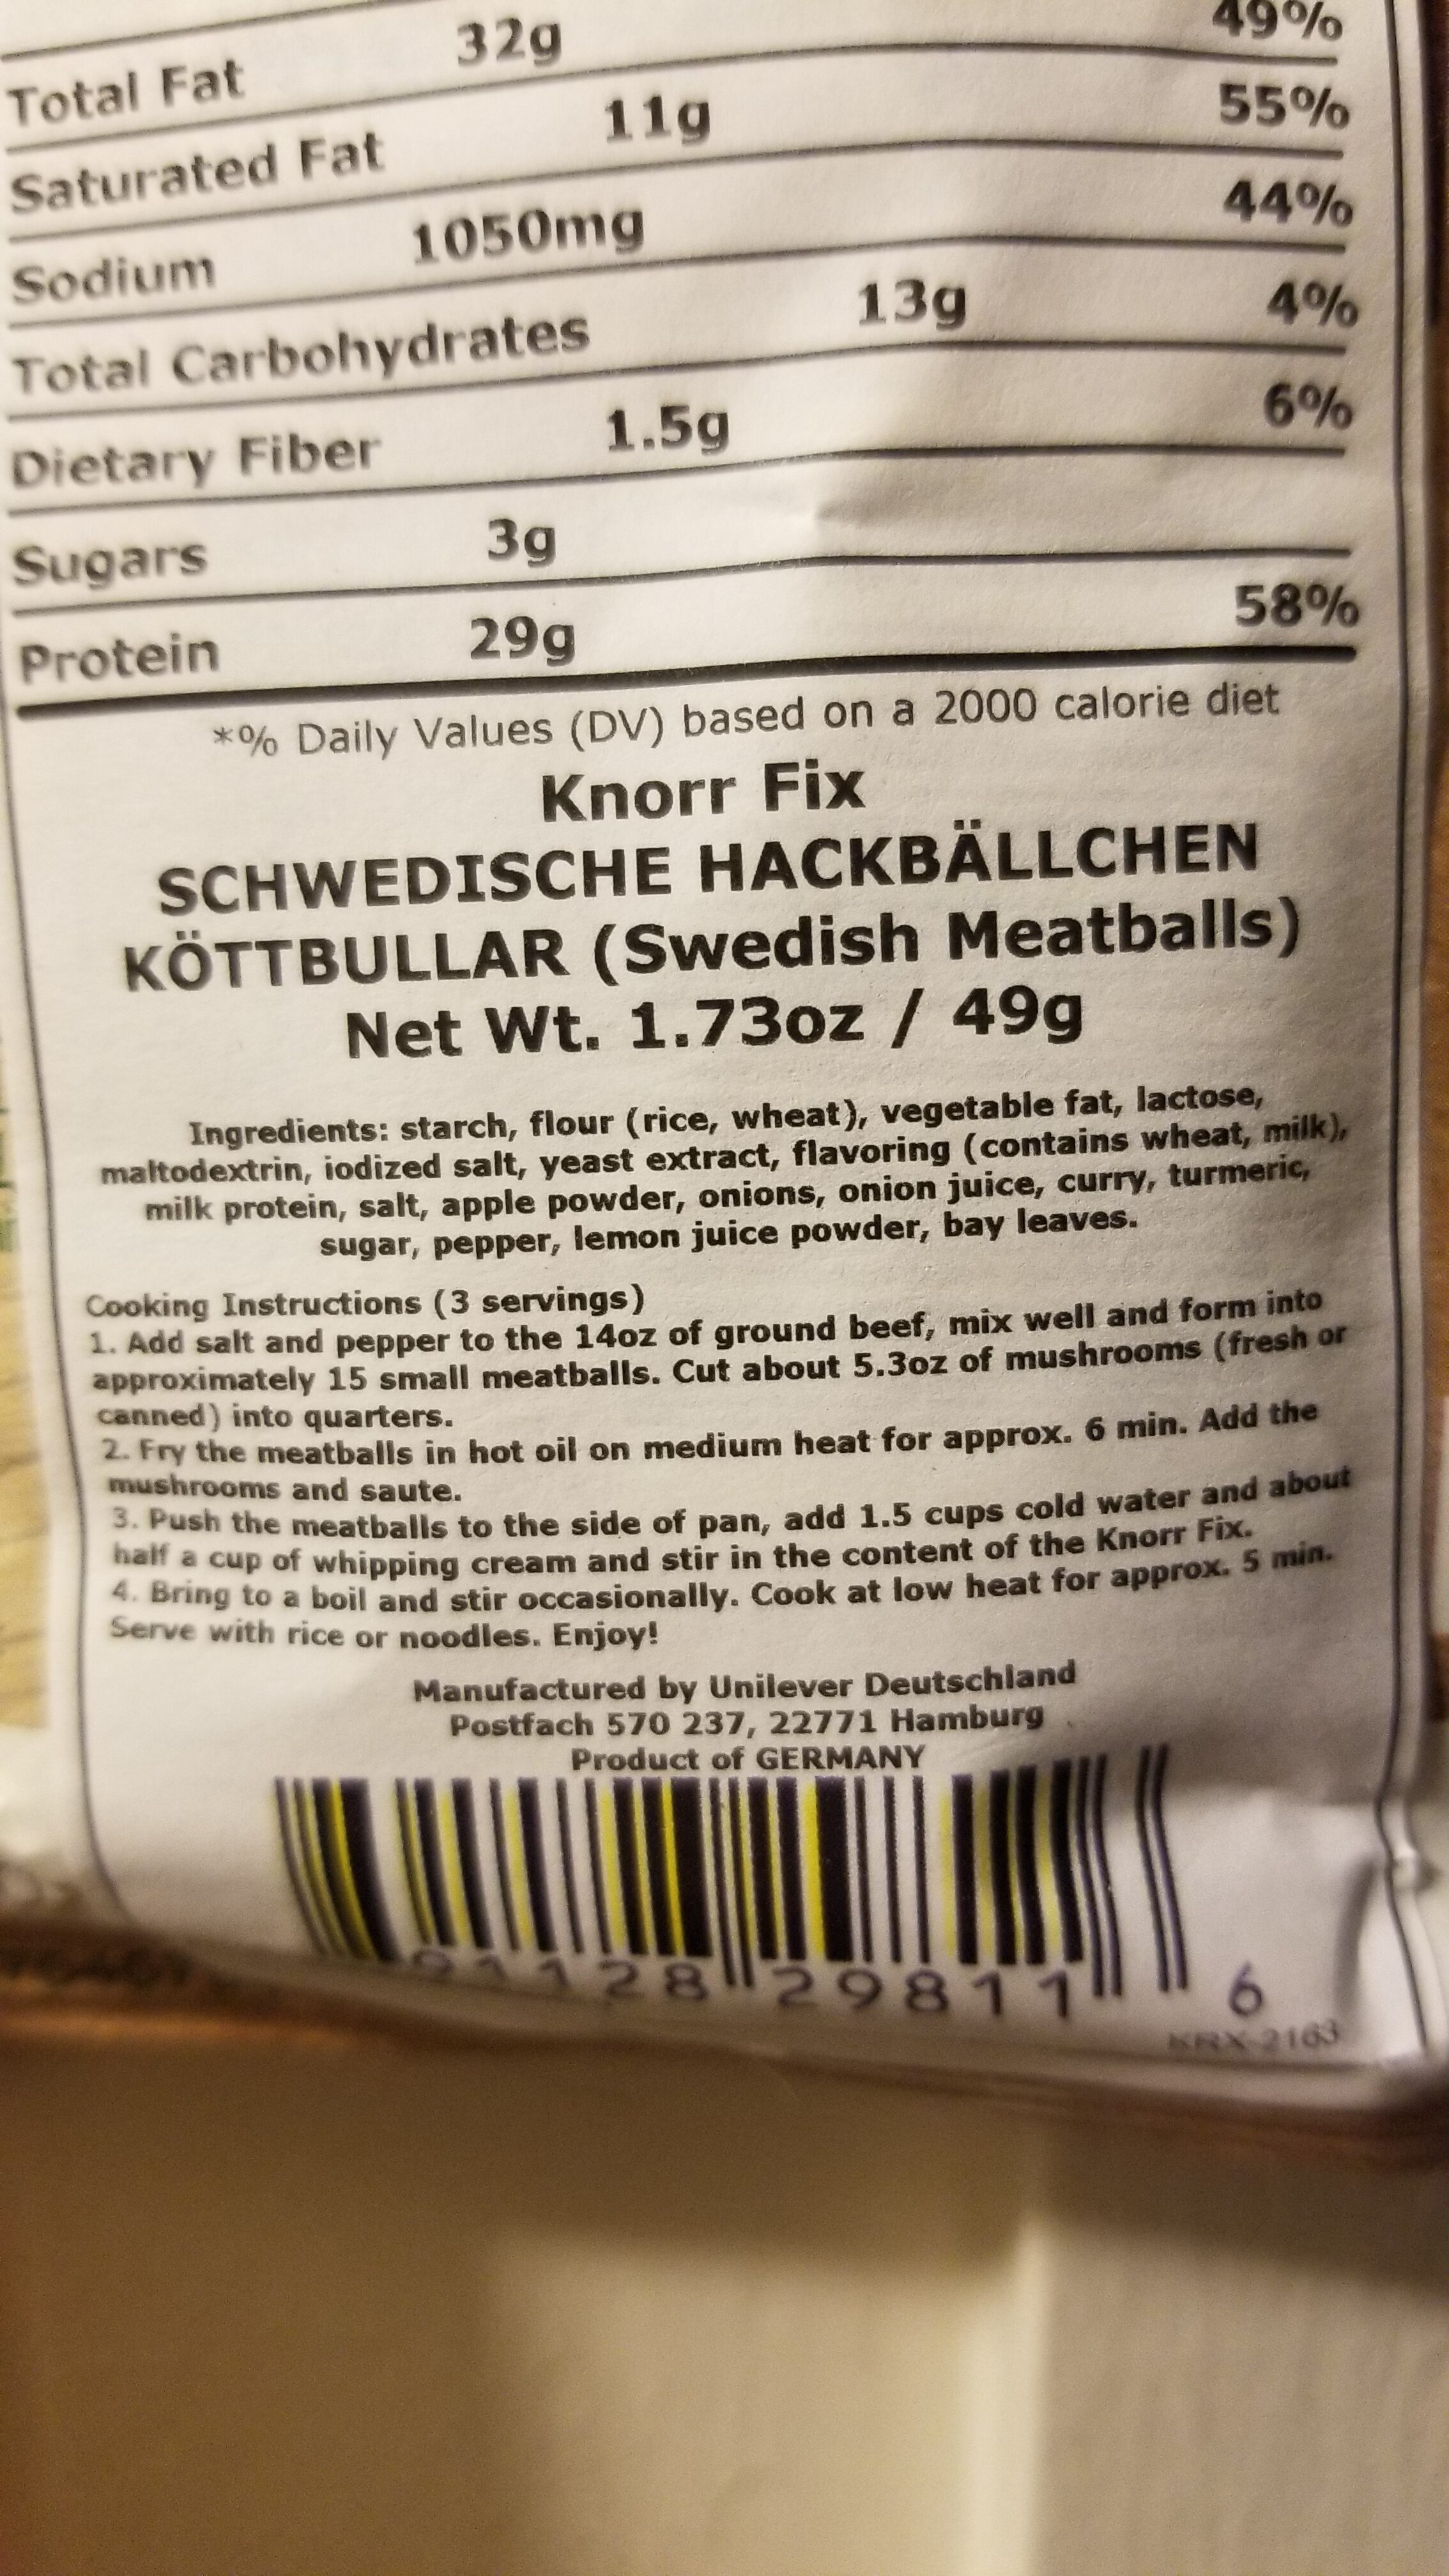 Total Fat 32g 49%
Saturated Fat 11g 55%
Sodium 1050mg 44%
Total Carbohydrates 13g 4%
Dietary Fiber 1.5g 6%
Sugars 3g
Protein 29g 58%
*% Daily Values (DV) based on a 2000 calorie diet
Knorr Fix
SCHWEDISCHE HACKBÄLLCHEN
KÖTTBULLAR (Swedish Meatballs)
Net Wt. 1.73oz / 49g
Ingredients: starch, flour (rice, wheat), vegetable fat, lactose,
maltodextrin, iodized salt, yeast extract, flavoring (contains wheat, milk),
milk protein, salt, apple powder, onions, onion juice, curry, turmeric,
sugar, pepper, lemon juice powder, bay leaves.
Cooking Instructions (3 servings)
1. Add salt and pepper to the 14oz of ground beef, mix well and form into
approximately 15 small meatballs. Cut about 5.3oz of mushrooms (fresh or
canned) into quarters.
2. Fry the meatballs in hot oil on medium heat for approx. 6 min. Add the
mushrooms and saute.
3. Push the meatballs to the side of pan, add 1.5 cups cold water and about
half a cup of whipping cream and stir in the content of the Knorr Fix.
4. Bring to a boil and stir occasionally. Cook at low heat for approx. 5 min.
Serve with rice or noodles. Enjoy!
Manufactured by Unilever Deutschland
Postfach 570 237, 22771 Hamburg
Product of GERMANY
29811 6
KRX-2163